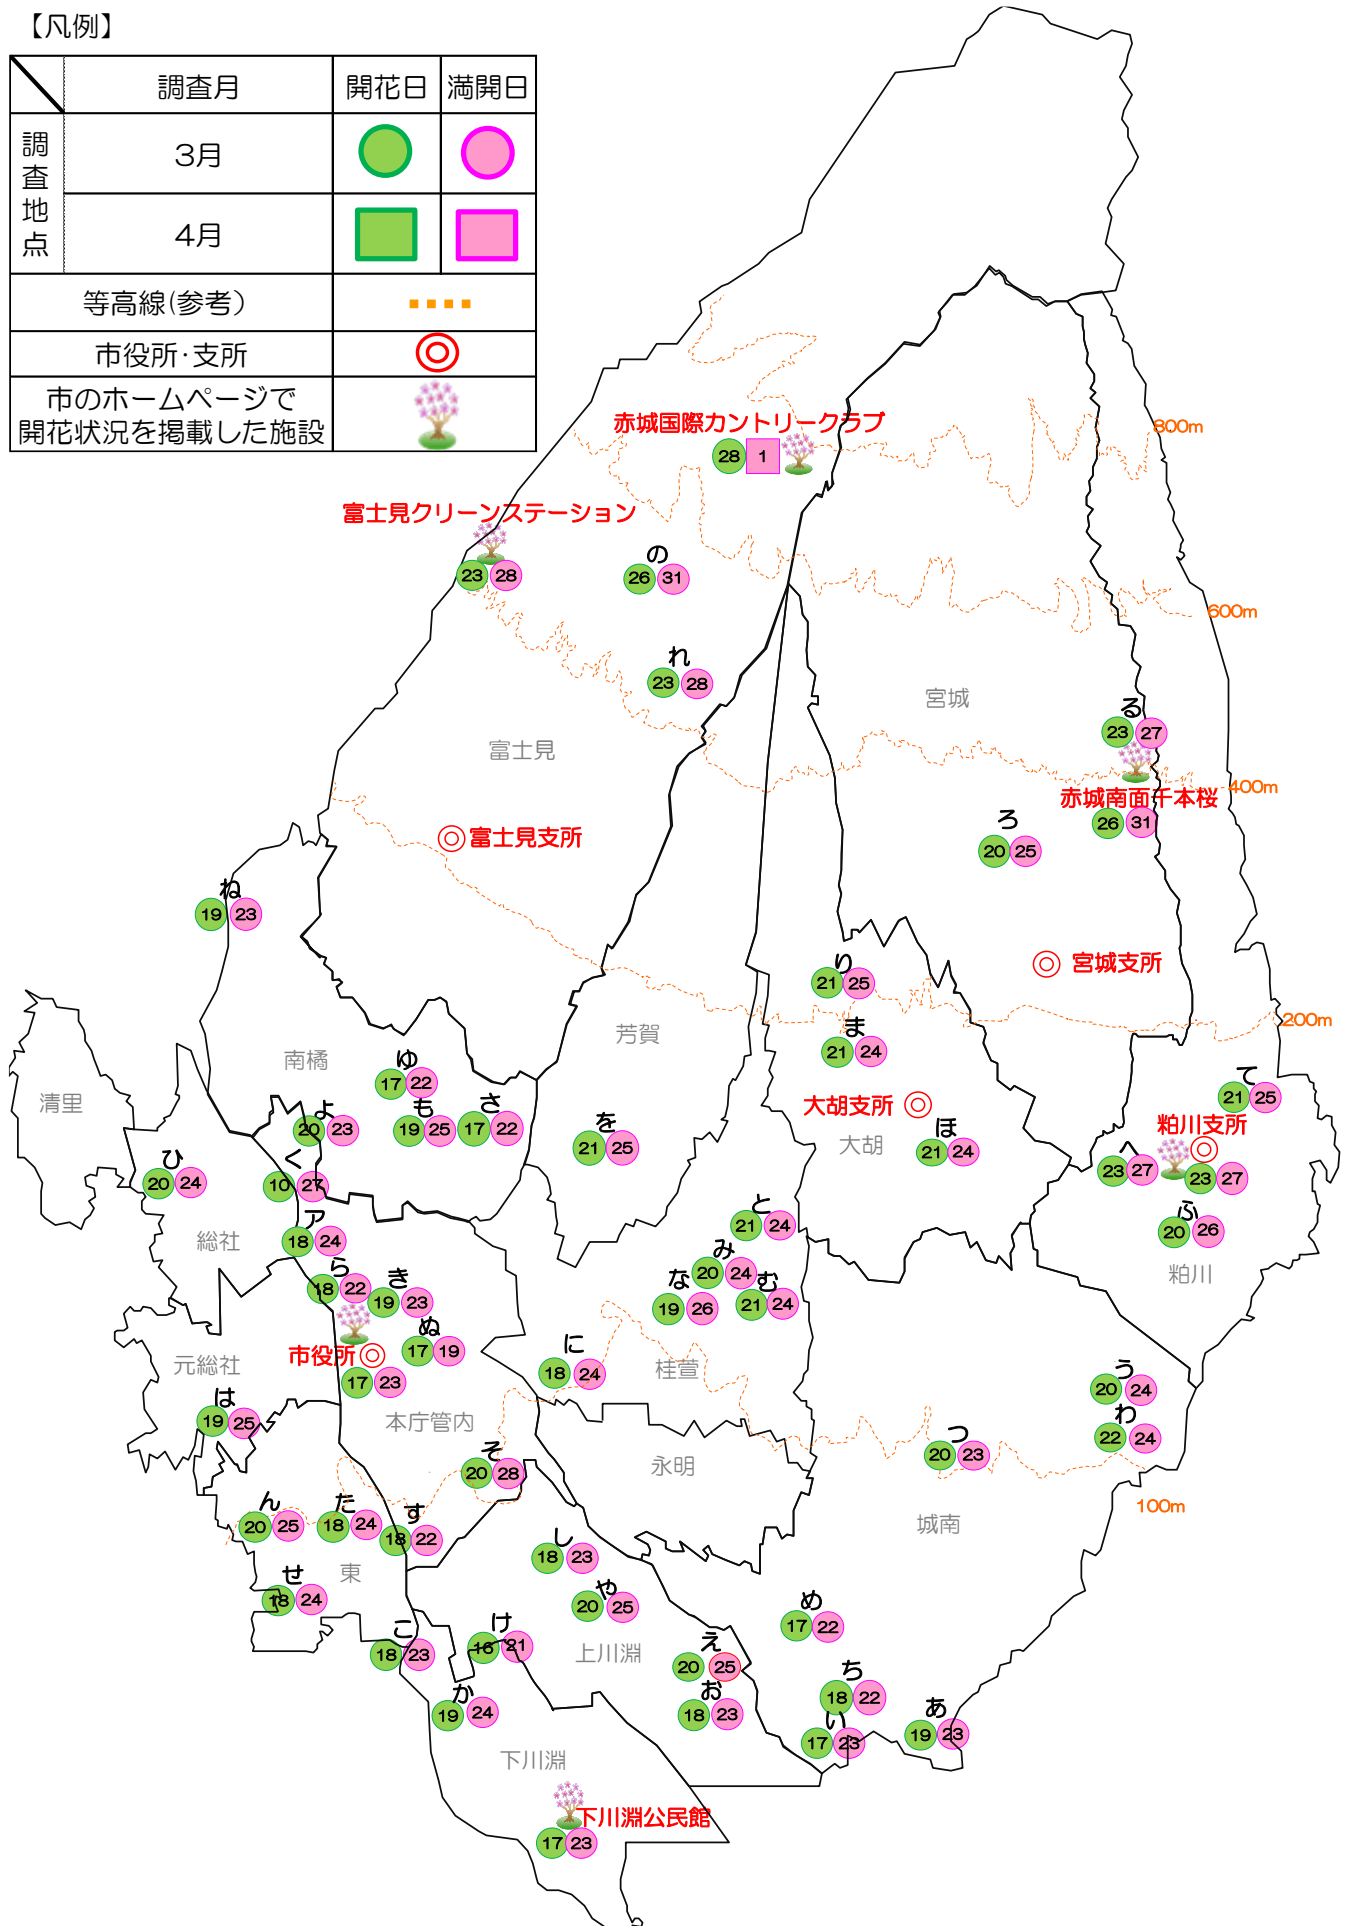 【凡例】
調査月 開花日 満開日
調査地点
3月
4月
等高線(参考)
市役所・支所
市のホームページで
開花状況を掲載した施設
800m
赤城国際カントリークラブ
28 1
富士見クリーンステーション
23 28
の
26 31
600m
れ
23 28
宮城
る
23 27
富士見
400m
赤城南面千本桜
26 31
富士見支所
ろ
20 25
ね
19 23
宮城支所
り
21 25
200m
ま
21 24
芳賀
南橘
ゆ
17 22
清里
大胡支所
て
21 25
よ
20 23
も
19 25
さ
17 22
を
21 25
大胡
ほ
21 24
粕川支所
へ
23 27
23 27
ひ
20 24
く
10 27
ふ
20 26
と
21 24
総社
ア
18 24
粕川
み
20 24
ら
18 22
き
19 23
な
19 26
む
21 24
ぬ
17 19
市役所
17 23
元総社
に
18 24
桂萱
う
20 24
は
19 25
本庁管内
わ
22 24
つ
20 23
そ
20 28
永明
100m
ん
20 25
た
18 24
す
18 22
城南
し
18 23
東
せ
18 24
や
20 25
め
17 22
こ
18 23
け
16 21
上川淵
え
20 25
ち
18 22
か
19 24
お
18 23
い
17 23
あ
19 23
下川淵
下川淵公民館
17 23